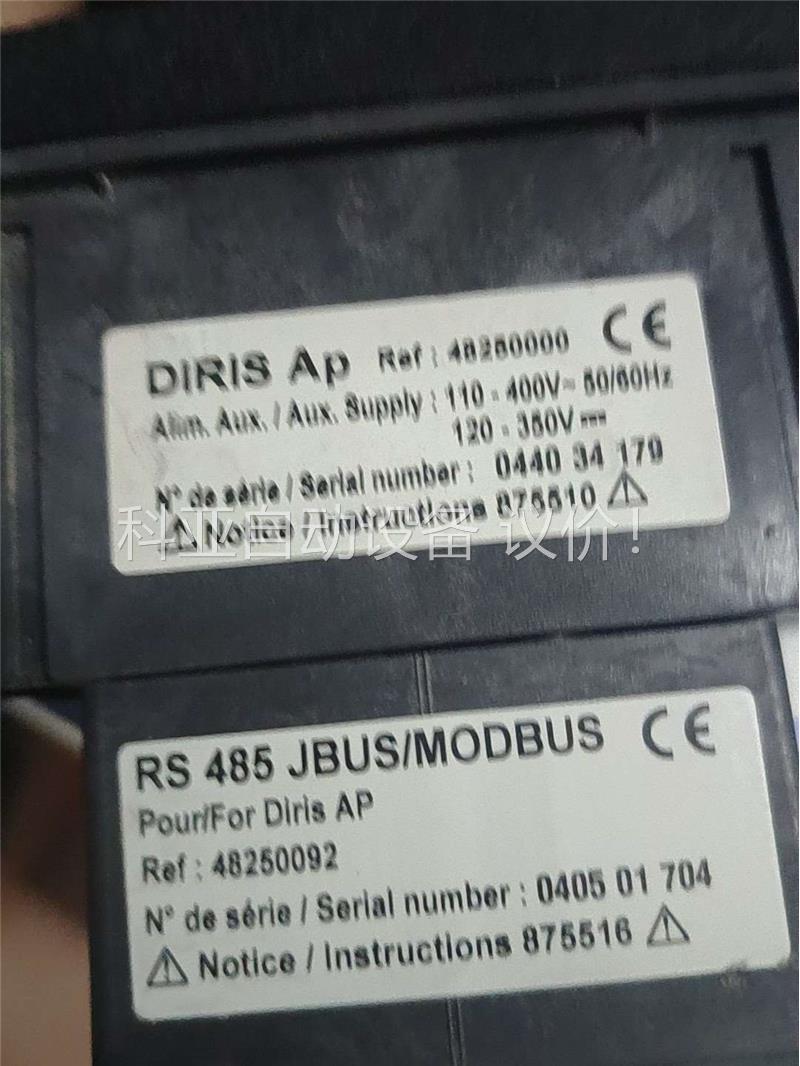 DIRIS Ap Ref : 48250000 CE
Alim. Aux. / Aux. Supply : 110 - 400V~ 50/60Hz
120 - 350V⎓
N° de série / Serial number : 0440 34 179
⚠ Notice / Instructions 875510 ⚠
科亚自动设备 议价！
RS 485 JBUS/MODBUS CE
Pour/For Diris AP
Ref : 48250092
N° de série / Serial number : 0405 01 704
⚠ Notice / Instructions 875516 ⚠